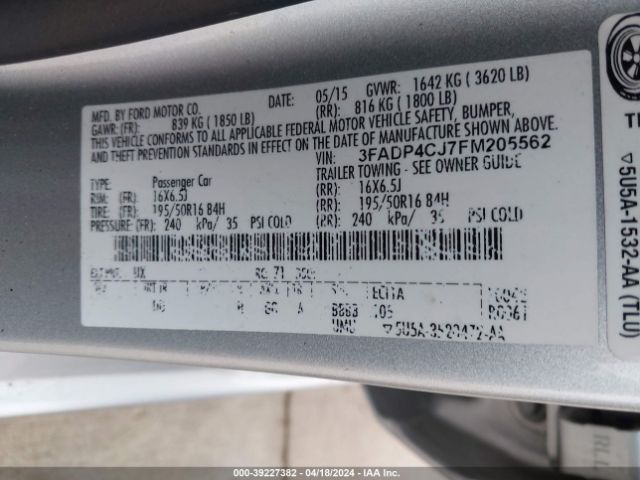 MFD. BY FORD MOTOR CO.
DATE: 05/15 GVWR: 1642 KG ( 3620 LB)
GAWR: (FR): 839 KG ( 1850 LB) (RR): 816 KG ( 1800 LB)
THIS VEHICLE CONFORMS TO ALL APPLICABLE FEDERAL MOTOR VEHICLE SAFETY, BUMPER,
AND THEFT PREVENTION STANDARDS IN EFFECT ON THE DATE OF MANUFACTURE SHOWN ABOVE.
VIN: 3FADP4CJ7FM205562
TYPE: Passenger Car TRAILER TOWING - SEE OWNER GUIDE
RIM: (FR): 16X6.5J (RR): 16X6.5J
TIRE: (FR): 195/50R16 84H (RR): 195/50R16 84H
PRESSURE: (FR): 240 kPa/ 35 PSI COLD (RR): 240 kPa/ 35 PSI COLD
UX RC: 71
UMU
▽5U5A-1532-AA (TLU)
000-39227382 - 04/18/2024 - IAA Inc.